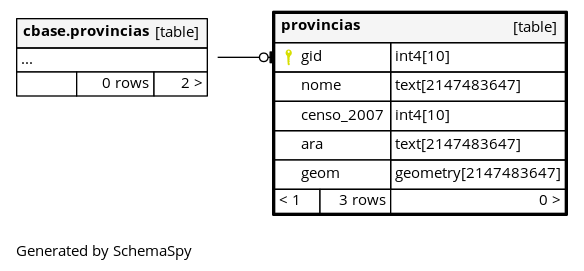 cbase.provincias [table]
...
0 rows 2 >
provincias [table]
gid int4[10]
nome text[2147483647]
censo_2007 int4[10]
ara text[2147483647]
geom geometry[2147483647]
< 1 3 rows 0 >
Generated by SchemaSpy